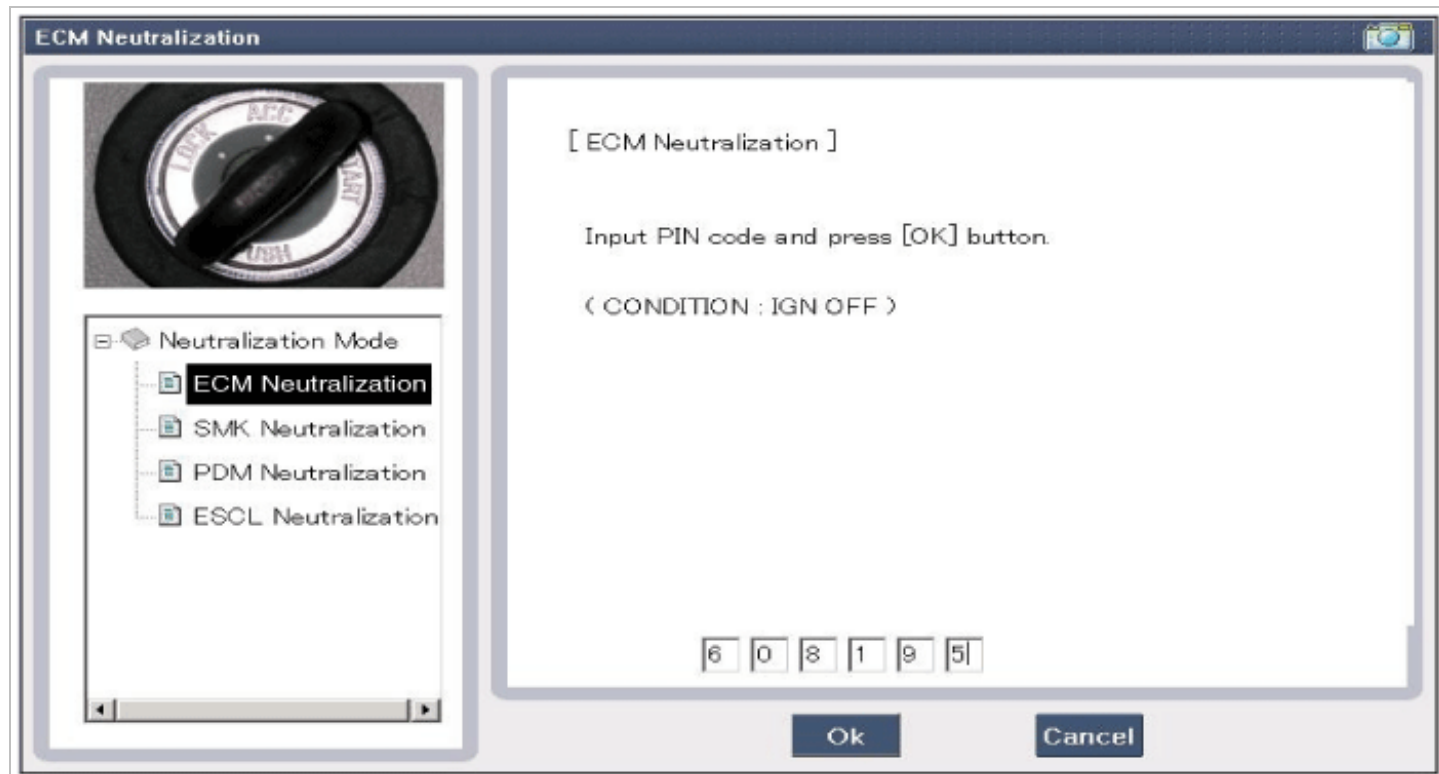 ECM Neutralization
LOCK ACC START
PUSH
Neutralization Mode
ECM Neutralization
SMK Neutralization
PDM Neutralization
ESCL Neutralization
[ ECM Neutralization ]
Input PIN code and press [OK] button.
( CONDITION : IGN OFF )
6 0 8 1 9 5
Ok Cancel